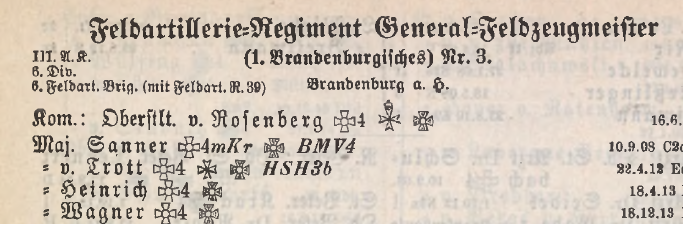 Feldartillerie-Regiment General-Feldzeugmeister
III. A. K.
(1. Brandenburgisches) Nr. 3.
6. Div.
6. Feldart. Brig. (mit Feldart. R. 39) Brandenburg a. H.
Kom.: Oberstlt. v. Rosenberg ✠4 16.6.
Maj. Sanner ✠4mKr ✠ BMV4 10.9.08 C2
= v. Trott ✠4 ✠ ✠ HSH3b 22.4.12
= Heinrich ✠4 ✠ 18.4.13
= Wagner ✠4 ✠ 18.12.13